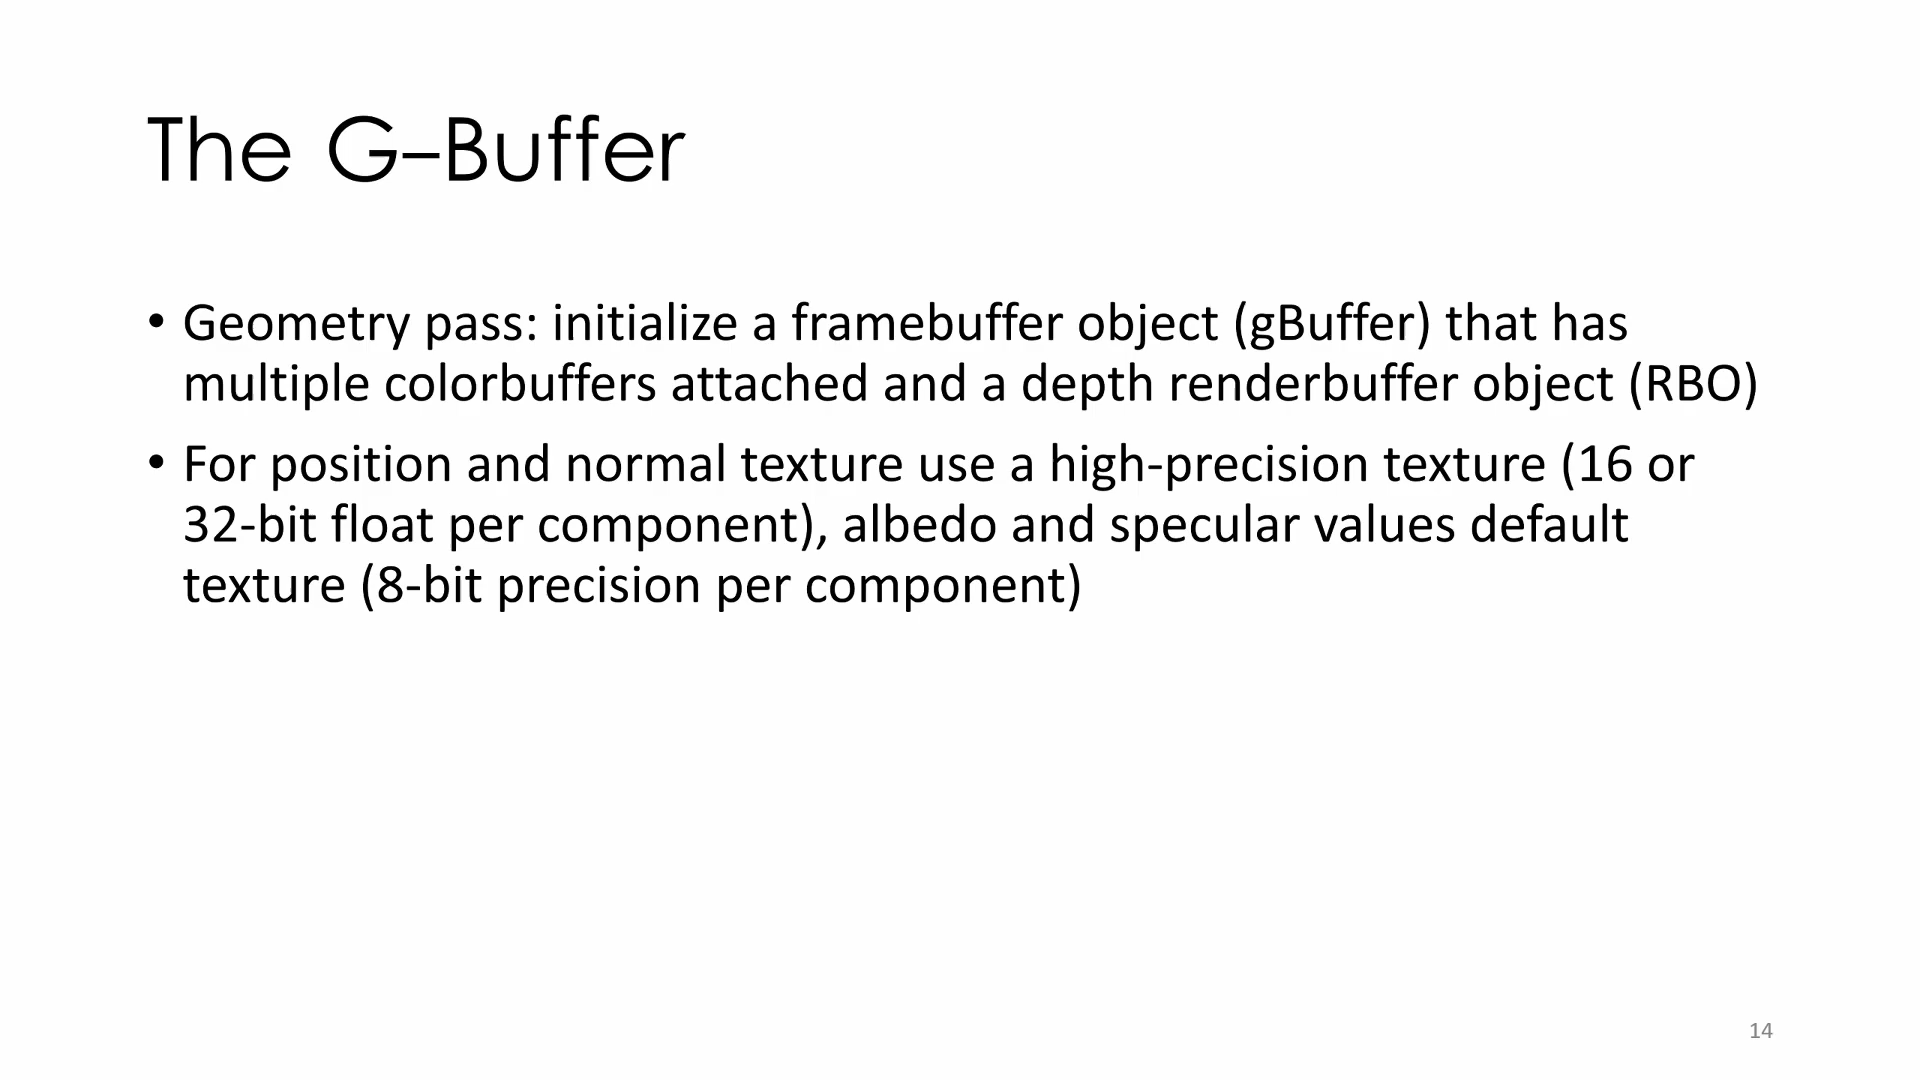 The G–Buffer
• Geometry pass: initialize a framebuffer object (gBuffer) that has
multiple colorbuffers attached and a depth renderbuffer object (RBO)
• For position and normal texture use a high-precision texture (16 or
32-bit float per component), albedo and specular values default
texture (8-bit precision per component)
14